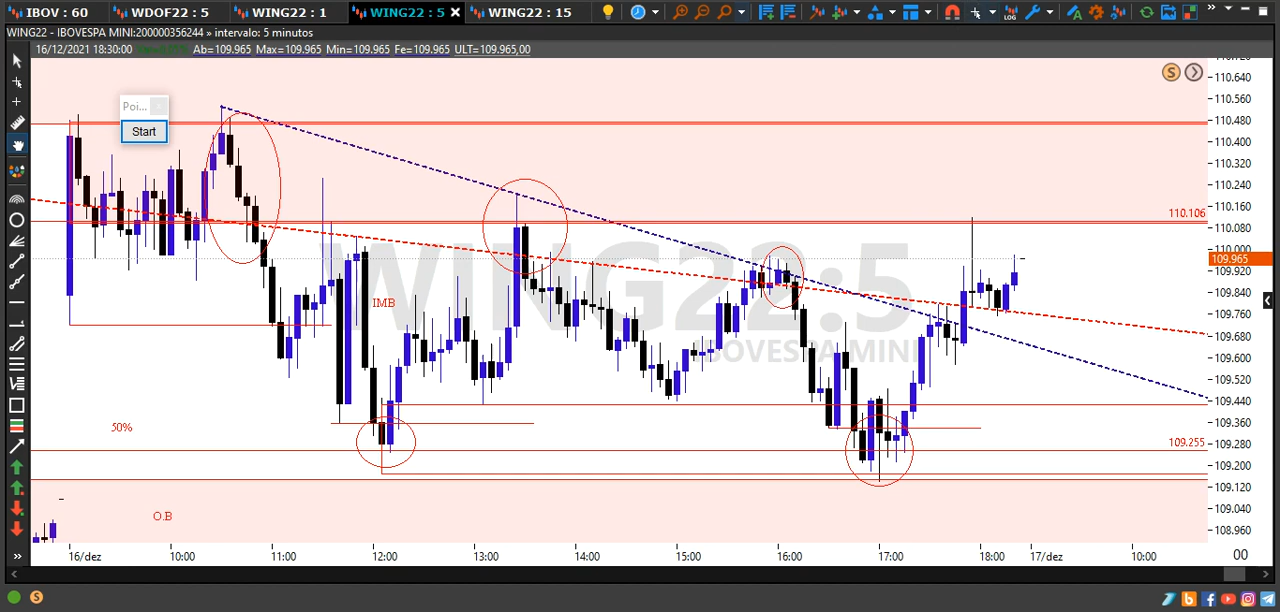 IBOV : 60
WDOF22 : 5
WING22 : 1
WING22 : 5
WING22 : 15
LOG
WING22 - IBOVESPA MINI:200000356244 » intervalo: 5 minutos
16/12/2021 18:30:00
Ab=109.965 Max=109.965 Min=109.965 Fe=109.965 ULT=109.965,00
Poi...
Start
S
110.720
110.640
110.560
110.480
110.400
110.320
110.240
110.160
110.106
110.080
110.000
109.965
109.920
109.840
109.760
109.680
109.600
109.520
109.440
109.360
109.280
109.255
109.200
109.120
109.040
108.960
WING22:5
IBOVESPA MINI
IMB
50%
O.B
16/dez 10:00 11:00 12:00 13:00 14:00 15:00 16:00 17:00 18:00 17/dez 10:00
00
S